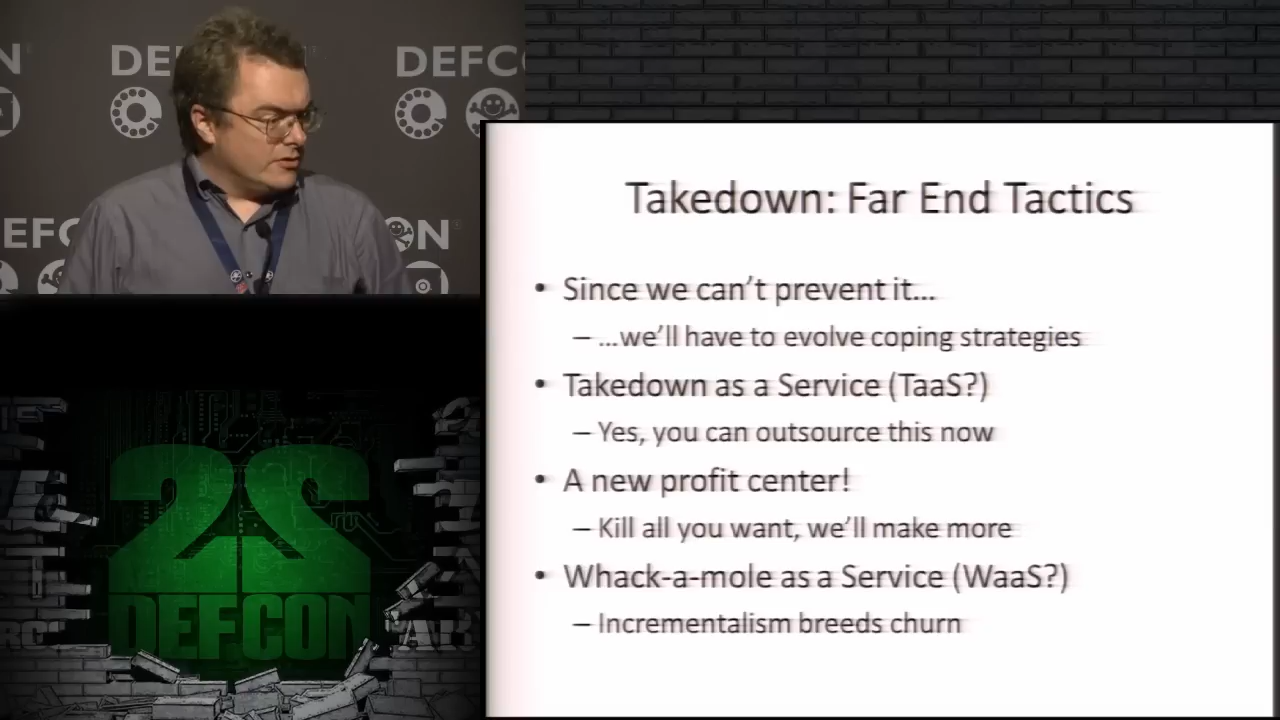 DEFCON
DEFCON
N
DEFCON
Takedown: Far End Tactics
• Since we can't prevent it…
– …we'll have to evolve coping strategies
• Takedown as a Service (TaaS?)
– Yes, you can outsource this now
• A new profit center!
– Kill all you want, we'll make more
• Whack-a-mole as a Service (WaaS?)
– Incrementalism breeds churn
22
DEFCON